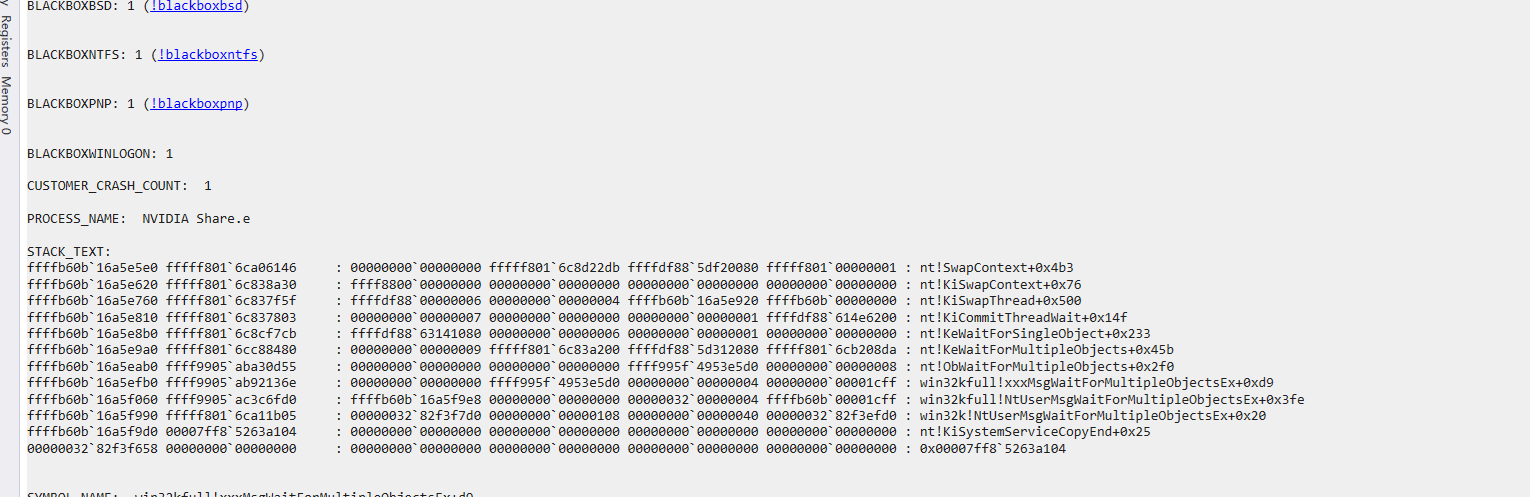 BLACKBOXBSD: 1 (!blackboxbsd)
BLACKBOXNTFS: 1 (!blackboxntfs)
BLACKBOXPNP: 1 (!blackboxpnp)
BLACKBOXWINLOGON: 1
CUSTOMER_CRASH_COUNT:  1
PROCESS_NAME:  NVIDIA Share.e
STACK_TEXT:
ffffb60b`16a5e5e0 fffff801`6ca06146     : 00000000`00000000 fffff801`6c8d22db ffffdf88`5df20080 fffff801`00000001 : nt!SwapContext+0x4b3
ffffb60b`16a5e620 fffff801`6c838a30     : ffff8800`00000000 00000000`00000000 00000000`00000000 00000000`00000000 : nt!KiSwapContext+0x76
ffffb60b`16a5e760 fffff801`6c837f5f     : ffffdf88`00000006 00000000`00000004 ffffb60b`16a5e920 ffffb60b`00000000 : nt!KiSwapThread+0x500
ffffb60b`16a5e810 fffff801`6c837803     : 00000000`00000007 00000000`00000000 00000000`00000001 ffffdf88`614e6200 : nt!KiCommitThreadWait+0x14f
ffffb60b`16a5e8b0 fffff801`6c8cf7cb     : ffffdf88`63141080 00000000`00000006 00000000`00000001 00000000`00000000 : nt!KeWaitForSingleObject+0x233
ffffb60b`16a5e9a0 fffff801`6cc88480     : 00000000`00000009 fffff801`6c83a200 ffffdf88`5d312080 fffff801`6cb208da : nt!KeWaitForMultipleObjects+0x45b
ffffb60b`16a5eab0 ffff9905`aba30d55     : 00000000`00000000 00000000`00000000 ffff995f`4953e5d0 00000000`00000008 : nt!ObWaitForMultipleObjects+0x2f0
ffffb60b`16a5efb0 ffff9905`ab92136e     : 00000000`00000000 ffff995f`4953e5d0 00000000`00000004 00000000`00001cff : win32kfull!xxxMsgWaitForMultipleObjectsEx+0xd9
ffffb60b`16a5f060 ffff9905`ac3c6fd0     : ffffb60b`16a5f9e8 00000000`00000000 00000032`00000004 ffffb60b`00001cff : win32kfull!NtUserMsgWaitForMultipleObjectsEx+0x3fe
ffffb60b`16a5f990 fffff801`6ca11b05     : 00000032`82f3f7d0 00000000`00000108 00000000`00000040 00000032`82f3efd0 : win32k!NtUserMsgWaitForMultipleObjectsEx+0x20
ffffb60b`16a5f9d0 00007ff8`5263a104     : 00000000`00000000 00000000`00000000 00000000`00000000 00000000`00000000 : nt!KiSystemServiceCopyEnd+0x25
00000032`82f3f658 00000000`00000000     : 00000000`00000000 00000000`00000000 00000000`00000000 00000000`00000000 : 0x00007ff8`5263a104
SYMBOL_NAME:  win32kfull!xxxMsgWaitForMultipleObjectsEx+d9
Registers
Memory 0